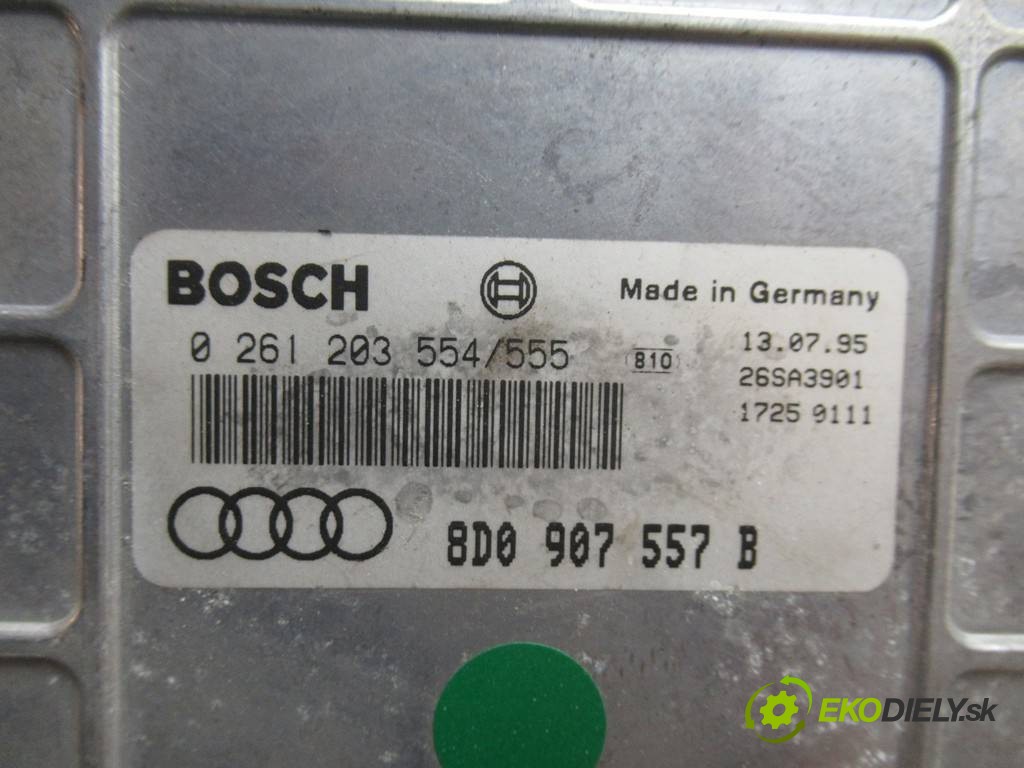 BOSCH
Made in Germany
0 261 203 554/555
810
13.07.95
26SA3901
1725 0111
8D0 907 557 B
EKODIELY.sk